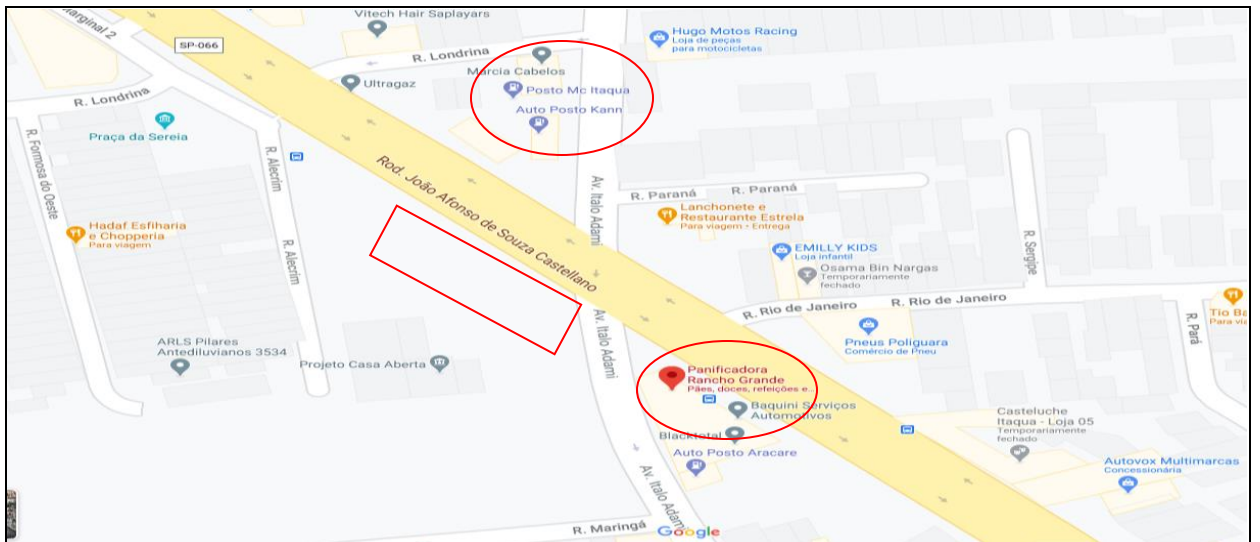 Vitech Hair Saplayars
Marginal 2
SP-066
Hugo Motos Racing
Loja de peças
para motocicletas
R. Londrina
Marcia Cabelos
Ultragaz
Posto Mc Itaqua
Auto Posto Kann
R. Londrina
Praça da Sereia
R. Formosa do Oeste
R. Alecrim
Rod. João Afonso de Souza Castellano
Av. Italo Adami
R. Paraná
R. Paraná
Lanchonete e
Restaurante Estrela
Para viagem • Entrega
Hadaf Esfiharia
e Chopperia
Para viagem
R. Alecrim
EMILLY KIDS
Loja infantil
Osama Bin Nargas
Temporariamente
fechado
R. Sergipe
R. Rio de Janeiro
R. Rio de Janeiro
Tio Ba
Para via
R. Pará
Av. Italo Adami
Pneus Poliguara
Comércio de Pneu
ARLS Pilares
Antediluvianos 3534
Projeto Casa Aberta
Panificadora
Rancho Grande
Pães, doces, refeições e...
Baquini Serviços
Automotivos
Blacktotal
Auto Posto Aracare
Casteluche
Itaqua - Loja 05
Temporariamente
fechado
Autovox Multimarcas
Concessionária
Av. Italo Adami
R. Maringá
Google